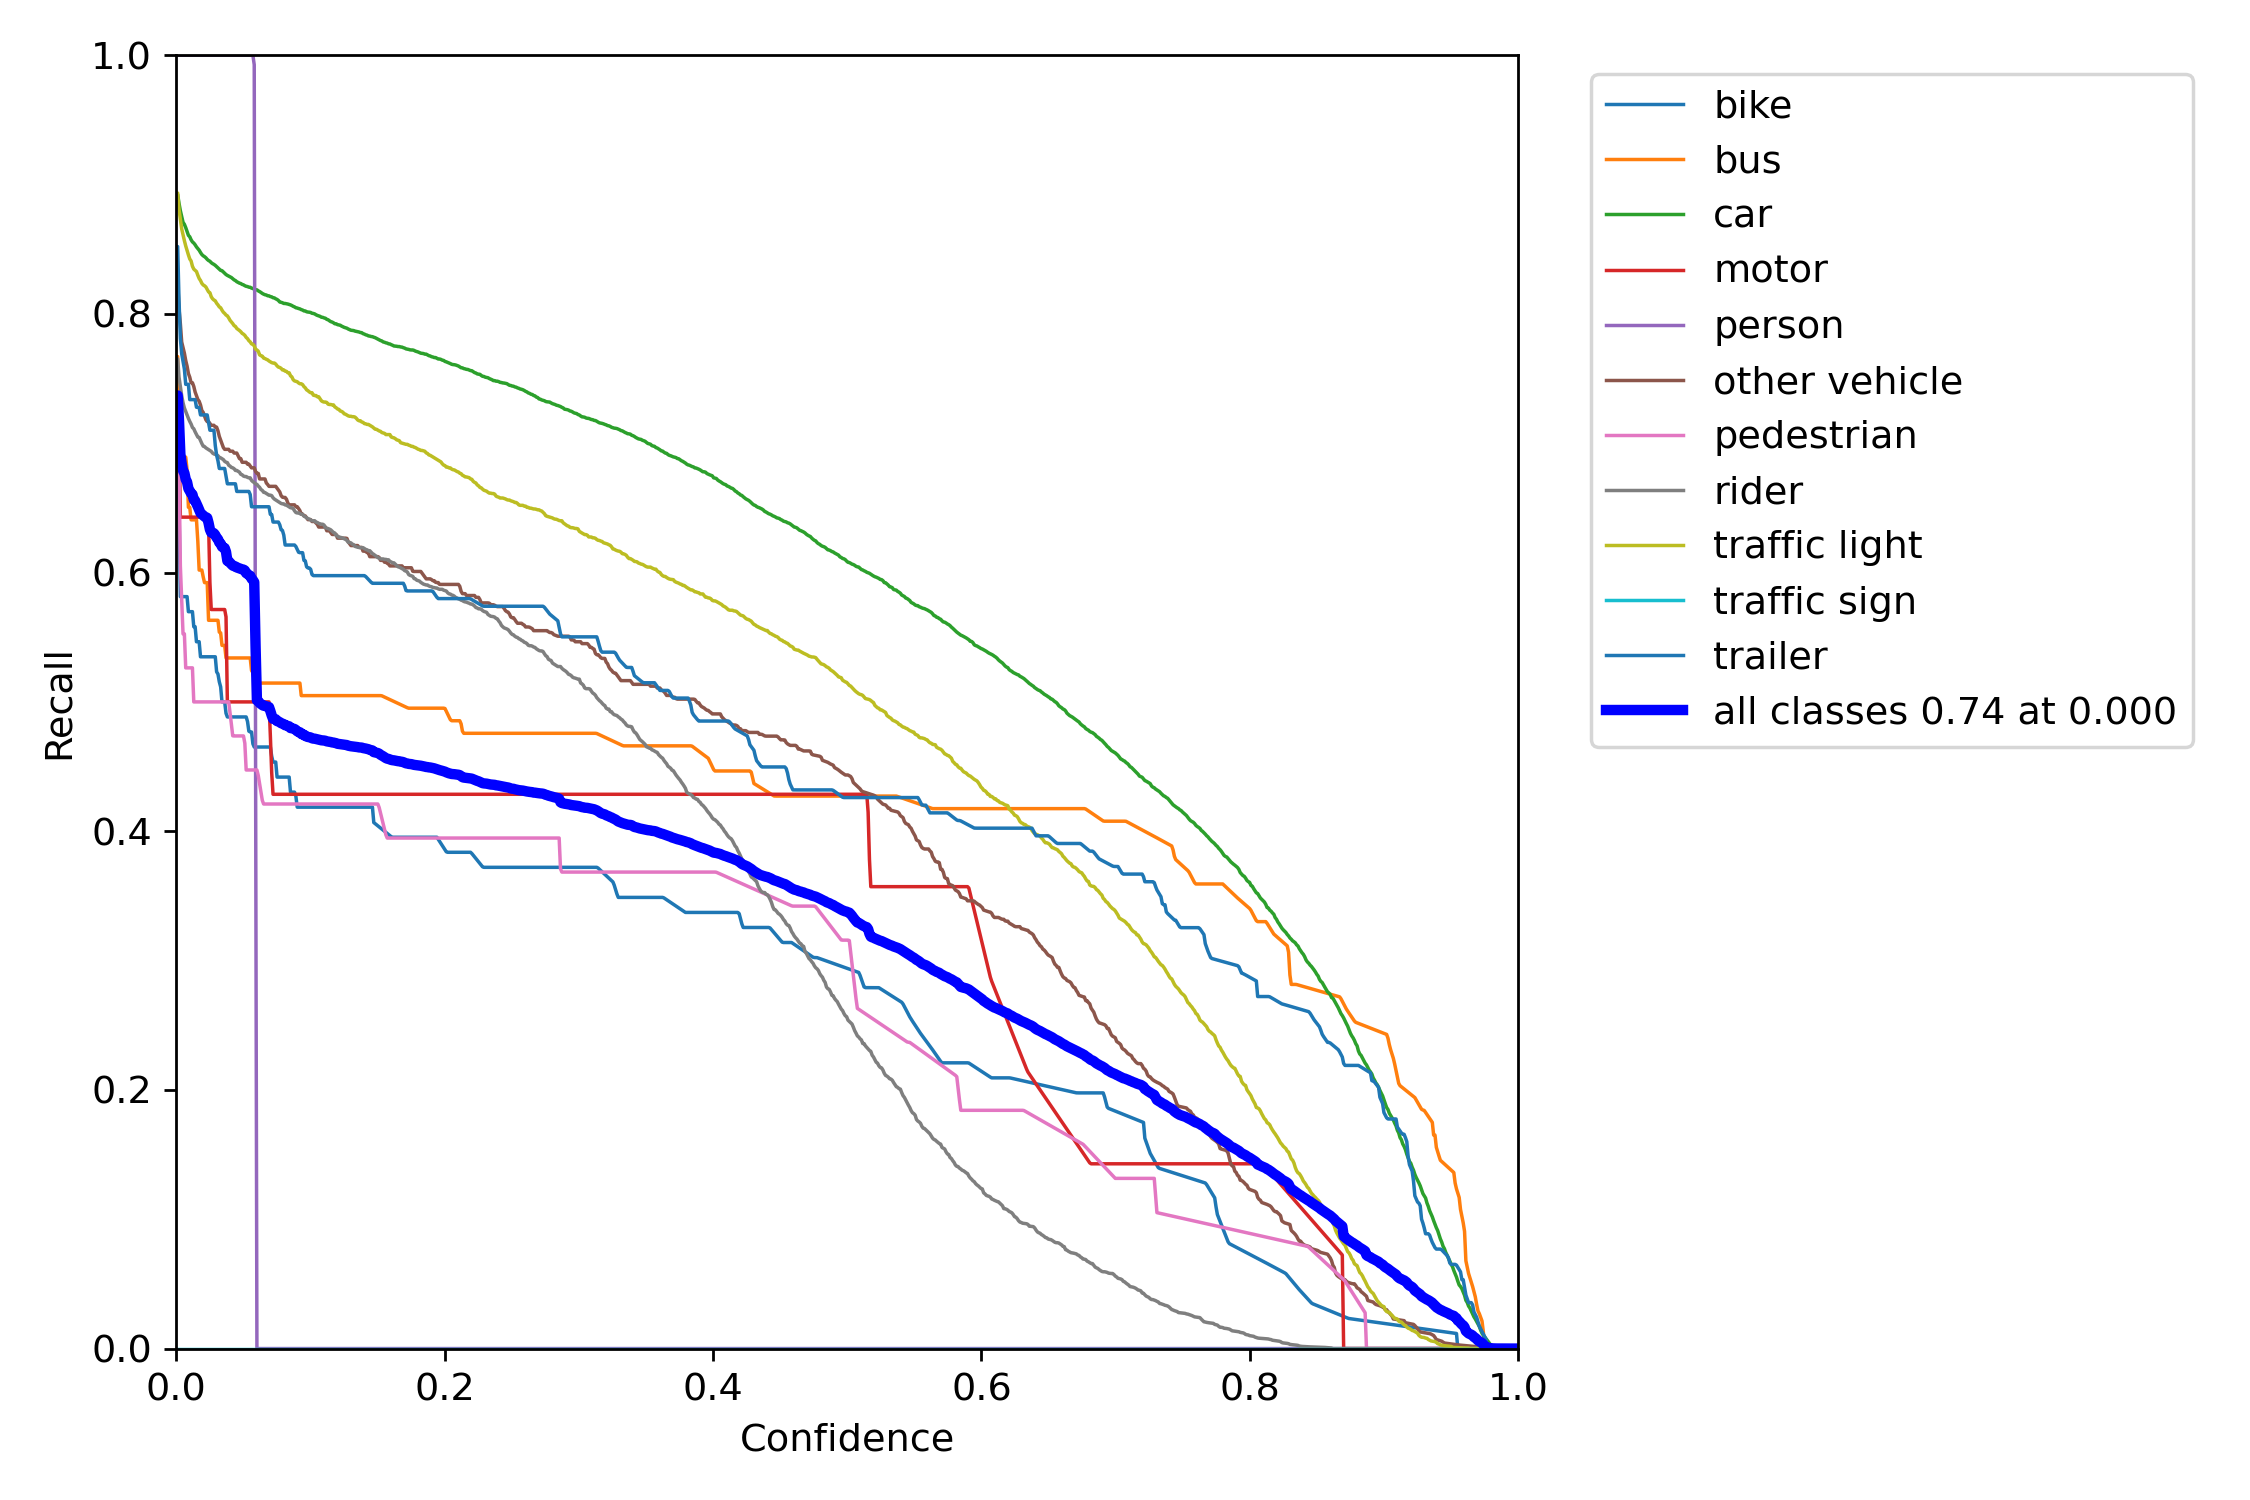 1.0
0.8
0.6
0.4
0.2
0.0
Recall
0.0 0.2 0.4 0.6 0.8 1.0
Confidence
bike
bus
car
motor
person
other vehicle
pedestrian
rider
traffic light
traffic sign
trailer
all classes 0.74 at 0.000